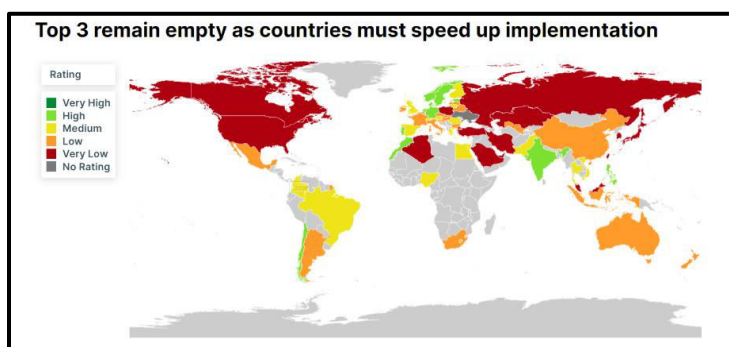 Top 3 remain empty as countries must speed up implementation
Rating
Very High
High
Medium
Low
Very Low
No Rating